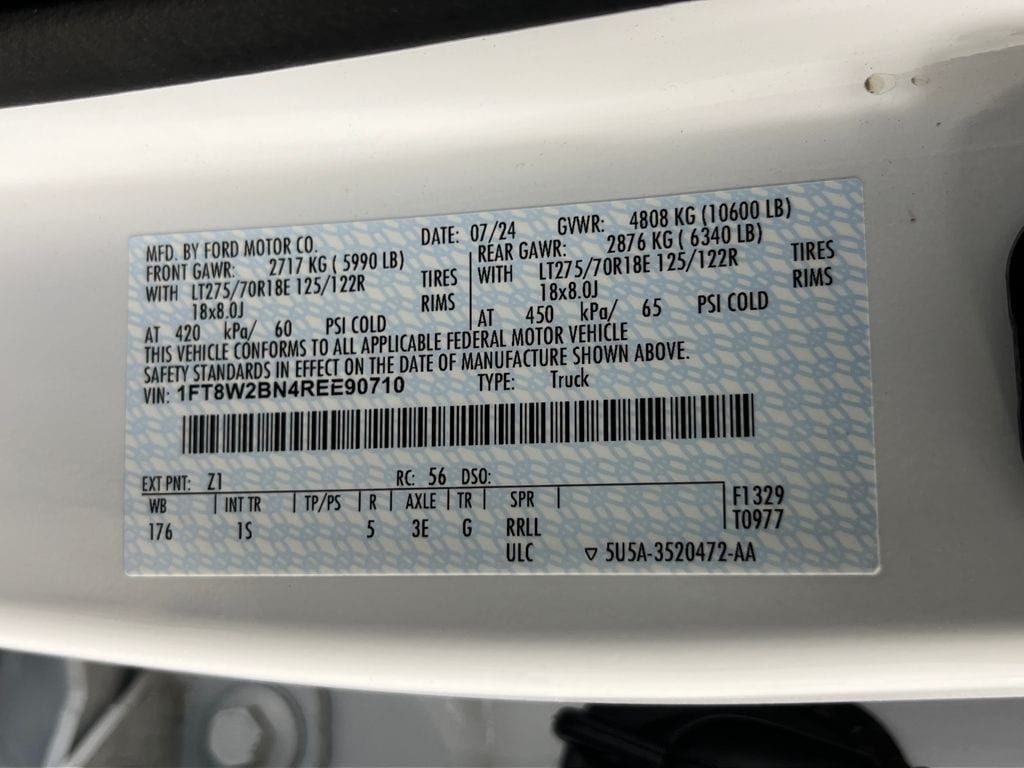 MFD. BY FORD MOTOR CO. DATE: 07/24 GVWR: 4808 KG (10600 LB)
FRONT GAWR: 2717 KG ( 5990 LB) REAR GAWR: 2876 KG ( 6340 LB)
WITH LT275/70R18E 125/122R TIRES WITH LT275/70R18E 125/122R TIRES
18x8.0J RIMS 18x8.0J RIMS
AT 420 kPa/ 60 PSI COLD AT 450 kPa/ 65 PSI COLD
THIS VEHICLE CONFORMS TO ALL APPLICABLE FEDERAL MOTOR VEHICLE
SAFETY STANDARDS IN EFFECT ON THE DATE OF MANUFACTURE SHOWN ABOVE.
VIN: 1FT8W2BN4REE90710 TYPE: Truck
EXT PNT: Z1 RC: 56 DSO:
WB INT TR TP/PS R AXLE TR SPR F1329
176 1S 5 3E G RRLL T0977
ULC ▽ 5U5A-3520472-AA